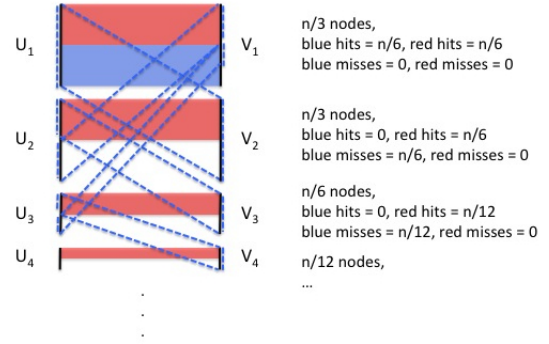 U1 V1
n/3 nodes,
blue hits = n/6, red hits = n/6
blue misses = 0, red misses = 0
U2 V2
n/3 nodes,
blue hits = 0, red hits = n/6
blue misses = n/6, red misses = 0
U3 V3
n/6 nodes,
blue hits = 0, red hits = n/12
blue misses = n/12, red misses = 0
U4 V4
n/12 nodes,
...
.
.
.